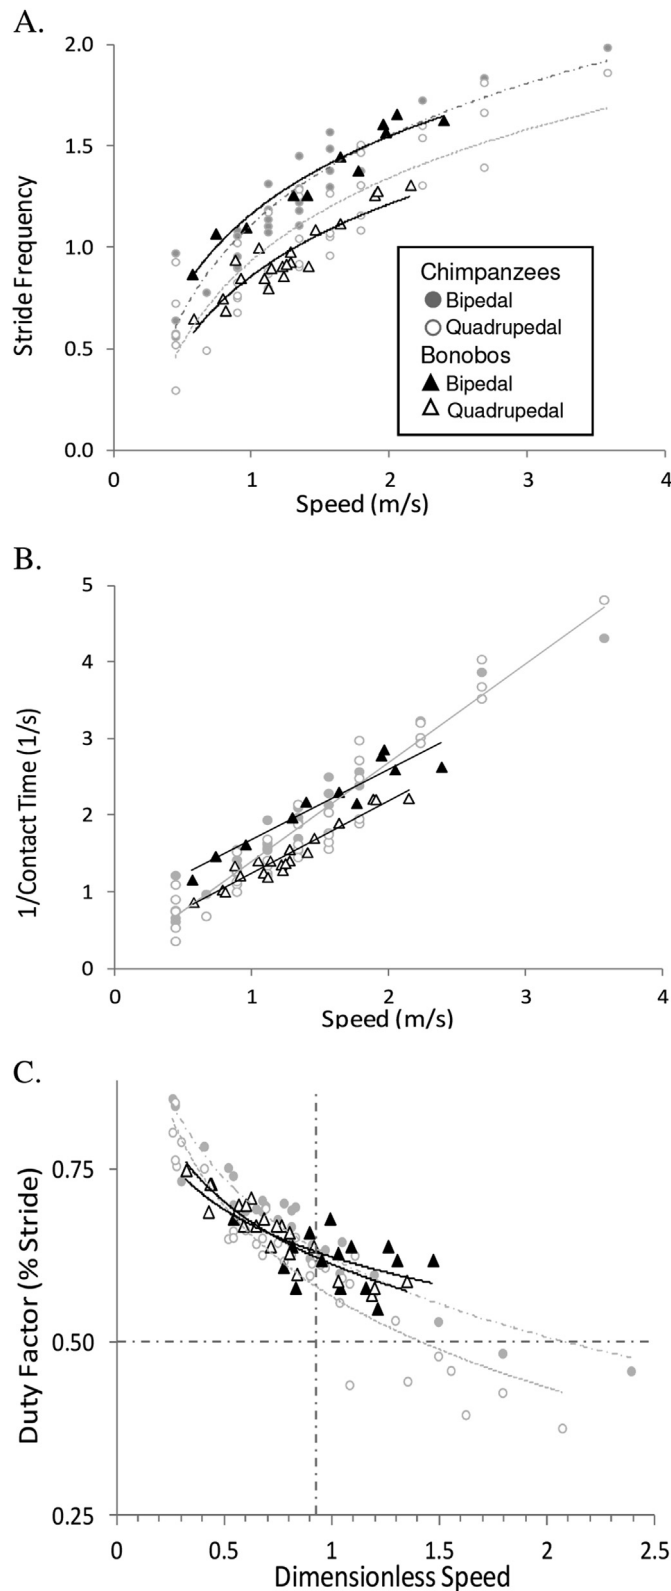 A.
Stride Frequency
2.0
1.5
1.0
0.5
0.0
0 1 2 3 4
Speed (m/s)
Chimpanzees
Bipedal
Quadrupedal
Bonobos
Bipedal
Quadrupedal
B.
1/Contact Time (1/s)
5
4
3
2
1
0
0 1 2 3 4
Speed (m/s)
C.
Duty Factor (% Stride)
0.75
0.50
0.25
0 0.5 1 1.5 2 2.5
Dimensionless Speed